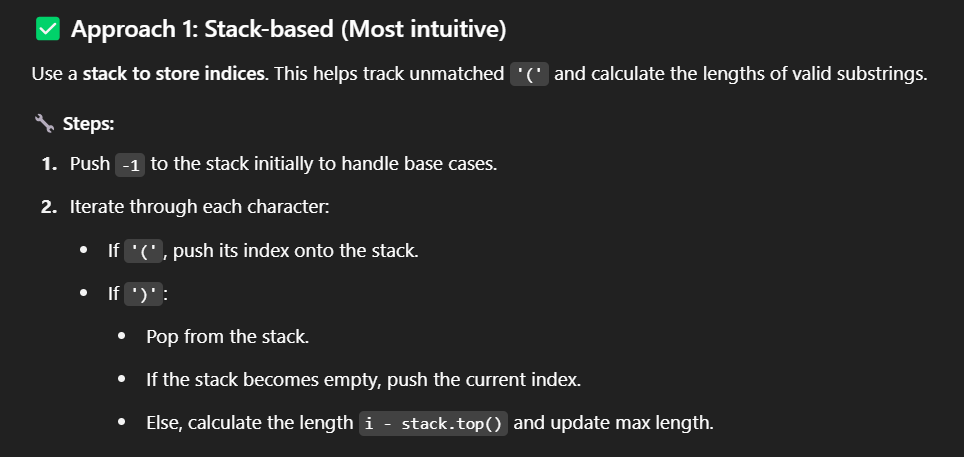 ✅ Approach 1: Stack-based (Most intuitive)
Use a stack to store indices. This helps track unmatched '(' and calculate the lengths of valid substrings.
🔧 Steps:
1. Push -1 to the stack initially to handle base cases.
2. Iterate through each character:
• If '(', push its index onto the stack.
• If ')':
• Pop from the stack.
• If the stack becomes empty, push the current index.
• Else, calculate the length i - stack.top() and update max length.